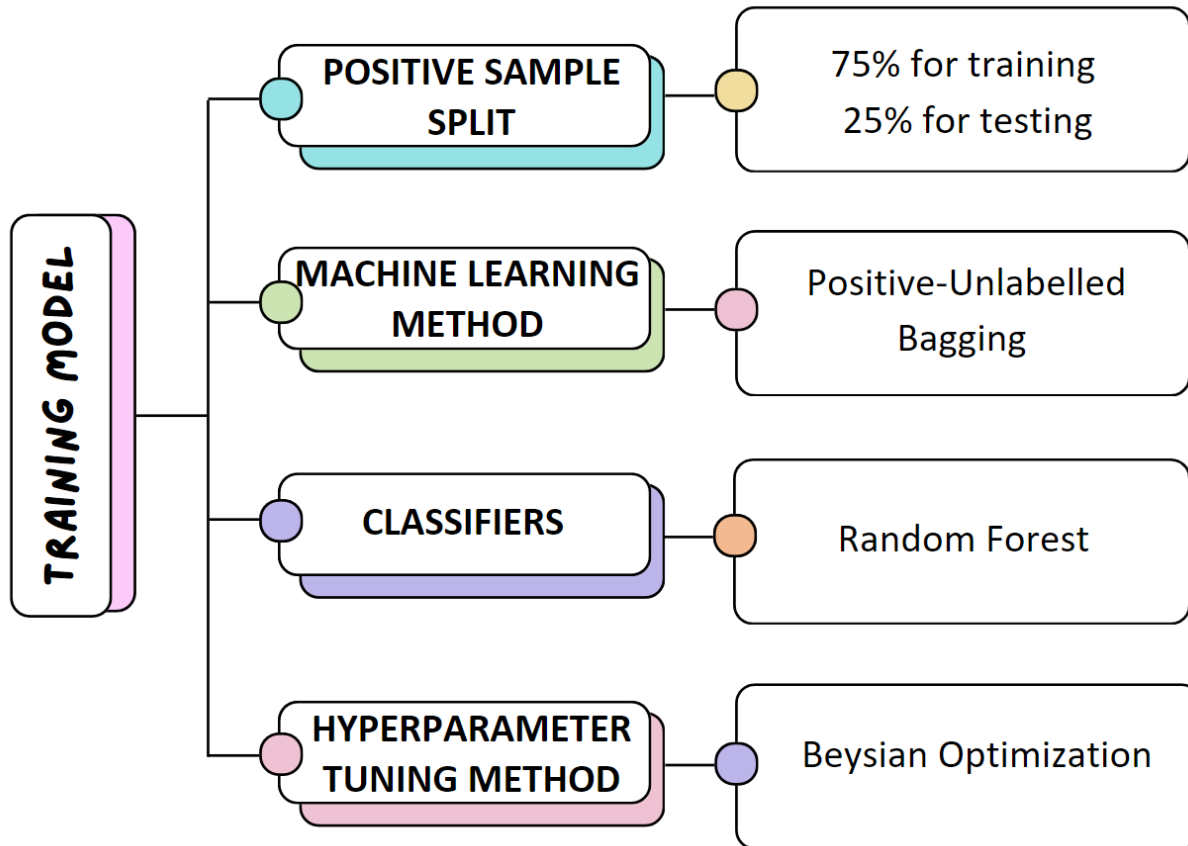 TRAINING MODEL
POSITIVE SAMPLE
SPLIT
75% for training
25% for testing
MACHINE LEARNING
METHOD
Positive-Unlabelled
Bagging
CLASSIFIERS
Random Forest
HYPERPARAMETER
TUNING METHOD
Beysian Optimization